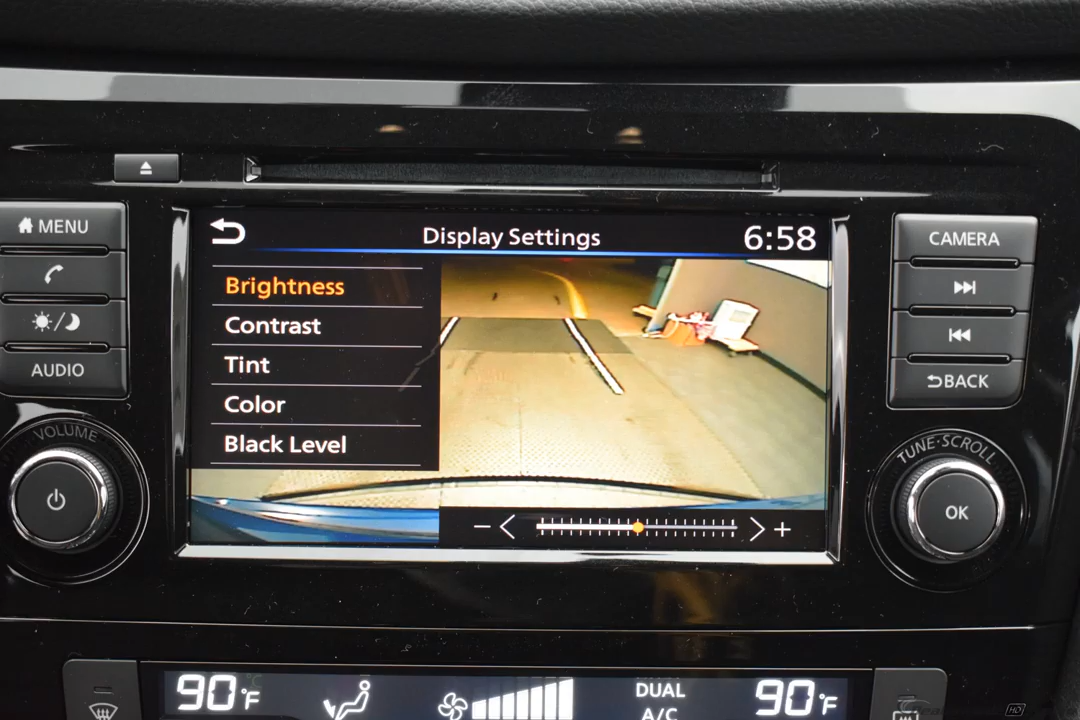 MENU
AUDIO
VOLUME
Display Settings
6:58
Brightness
Contrast
Tint
Color
Black Level
− +
CAMERA
BACK
TUNE·SCROLL
OK
90°F
DUAL
A/C
90°F
HD